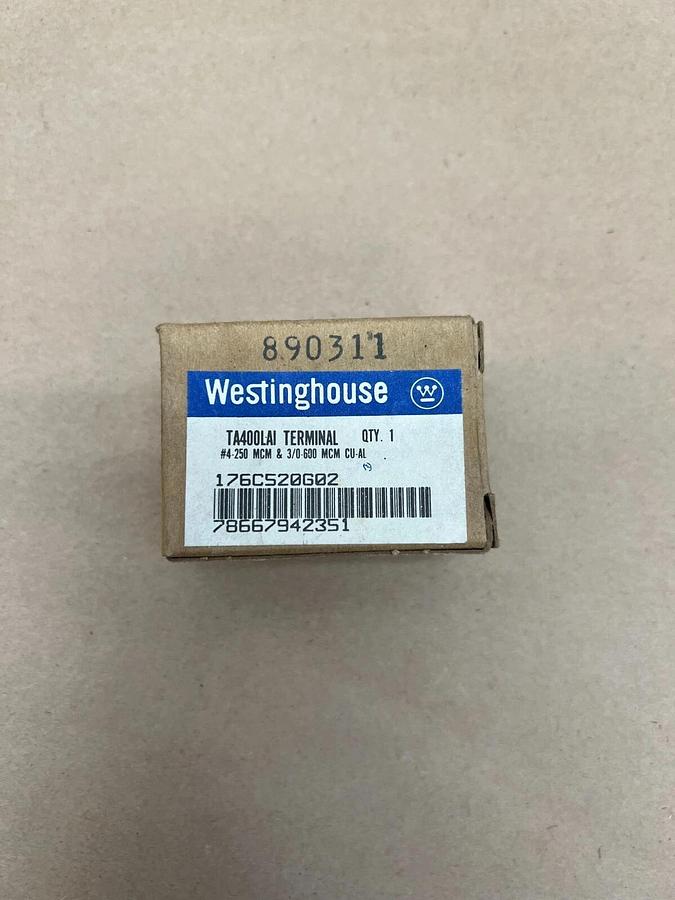 890311
Westinghouse W
TA400LA1 TERMINAL QTY. 1
#4-250 MCM & 3/0-600 MCM CU-AL
176C520G02
78667942351